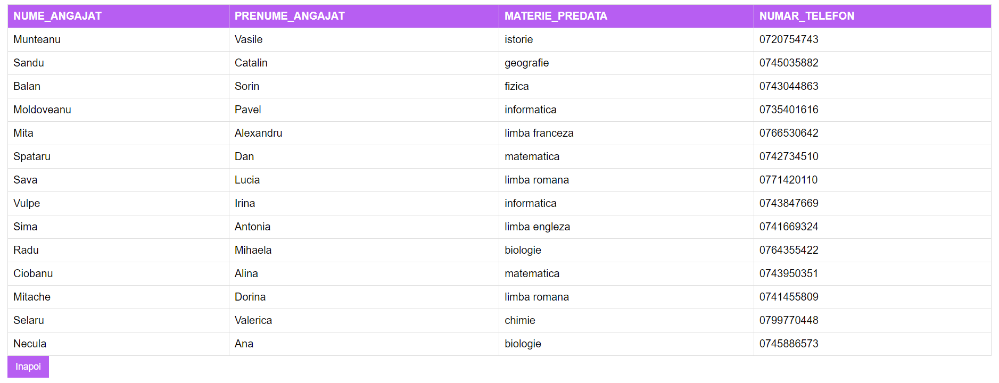 NUME_ANGAJAT PRENUME_ANGAJAT MATERIE_PREDATA NUMAR_TELEFON
Munteanu Vasile istorie 0720754743
Sandu Catalin geografie 0745035882
Balan Sorin fizica 0743044863
Moldoveanu Pavel informatica 0735401616
Mita Alexandru limba franceza 0766530642
Spataru Dan matematica 0742734510
Sava Lucia limba romana 0771420110
Vulpe Irina informatica 0743847669
Sima Antonia limba engleza 0741669324
Radu Mihaela biologie 0764355422
Ciobanu Alina matematica 0743950351
Mitache Dorina limba romana 0741455809
Selaru Valerica chimie 0799770448
Necula Ana biologie 0745886573
Inapoi